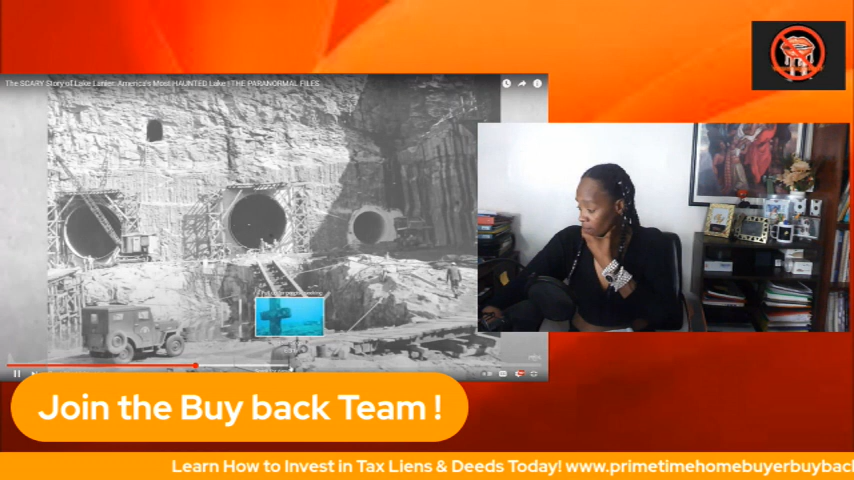 The SCARY Story of Lake Lanier: America's Most HAUNTED Lake | THE PARANORMAL FILES
Join the Buy back Team !
Learn How to Invest in Tax Liens & Deeds Today! www.primetimehomebuyerbuyback